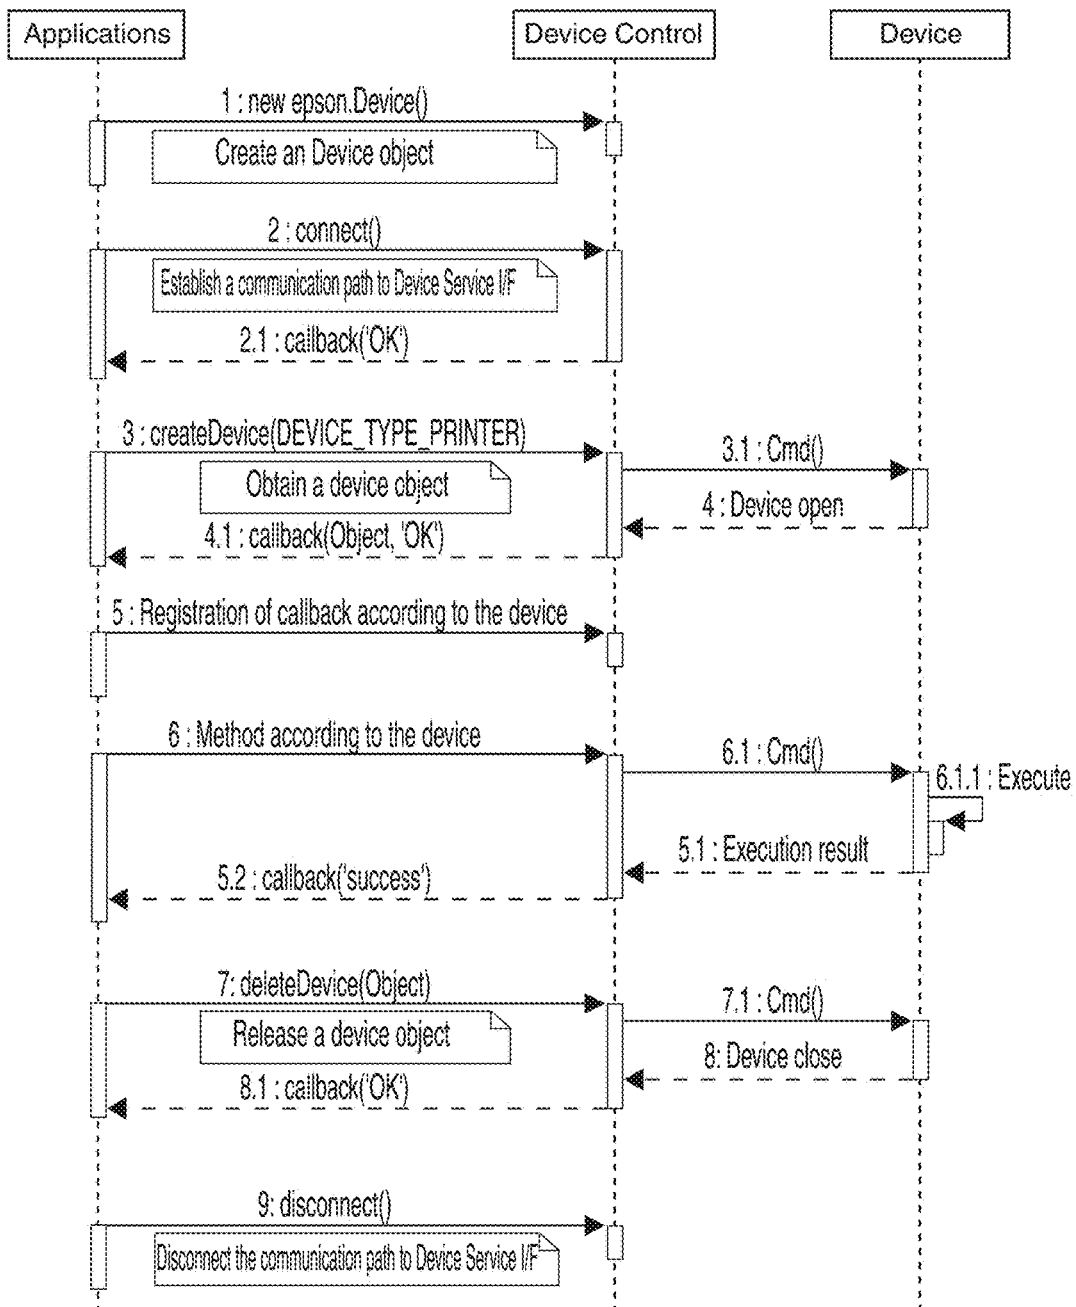 Applications
Device Control
Device
1 : new epson.Device()
Create an Device object
2 : connect()
Establish a communication path to Device Service I/F
2.1 : callback('OK')
3 : createDevice(DEVICE_TYPE_PRINTER)
3.1 : Cmd()
Obtain a device object
4 : Device open
4.1 : callback(Object, 'OK')
5 : Registration of callback according to the device
6 : Method according to the device
6.1 : Cmd()
6.1.1 : Execute
5.1 : Execution result
5.2 : callback('success')
7: deleteDevice(Object)
7.1 : Cmd()
Release a device object
8: Device close
8.1 : callback('OK')
9: disconnect()
Disconnect the communication path to Device Service I/F